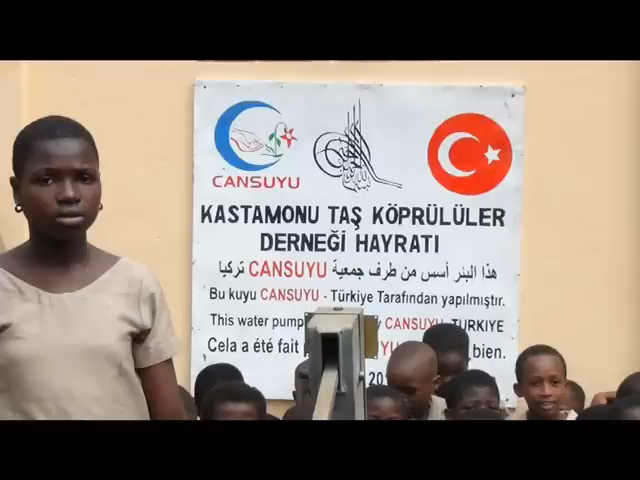 CANSUYU
KASTAMONU TAŞ KÖPRÜLÜLER
DERNEĞİ HAYRATI
هذا البئر أسس من طرف جمعية CANSUYU تركيا
Bu kuyu CANSUYU - Türkiye Tarafından yapılmıştır.
This water pump CANSUYU TURKIYE
Cela a été fait bien.